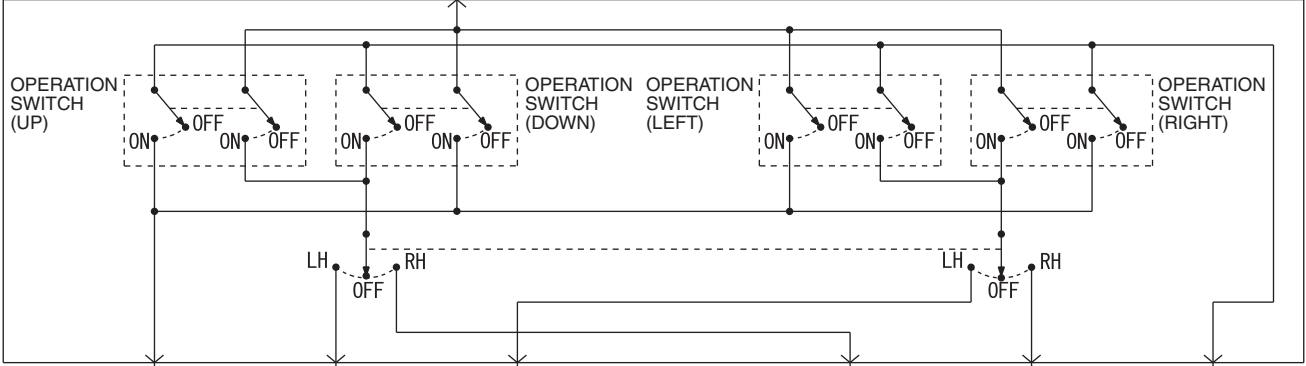 OPERATION
SWITCH
(UP)
OFF
ON
ON
OFF
OFF
ON
ON
OFF
OPERATION
SWITCH
(DOWN)
OPERATION
SWITCH
(LEFT)
OFF
ON
ON
OFF
OFF
ON
ON
OFF
OPERATION
SWITCH
(RIGHT)
LH
RH
OFF
LH
RH
OFF